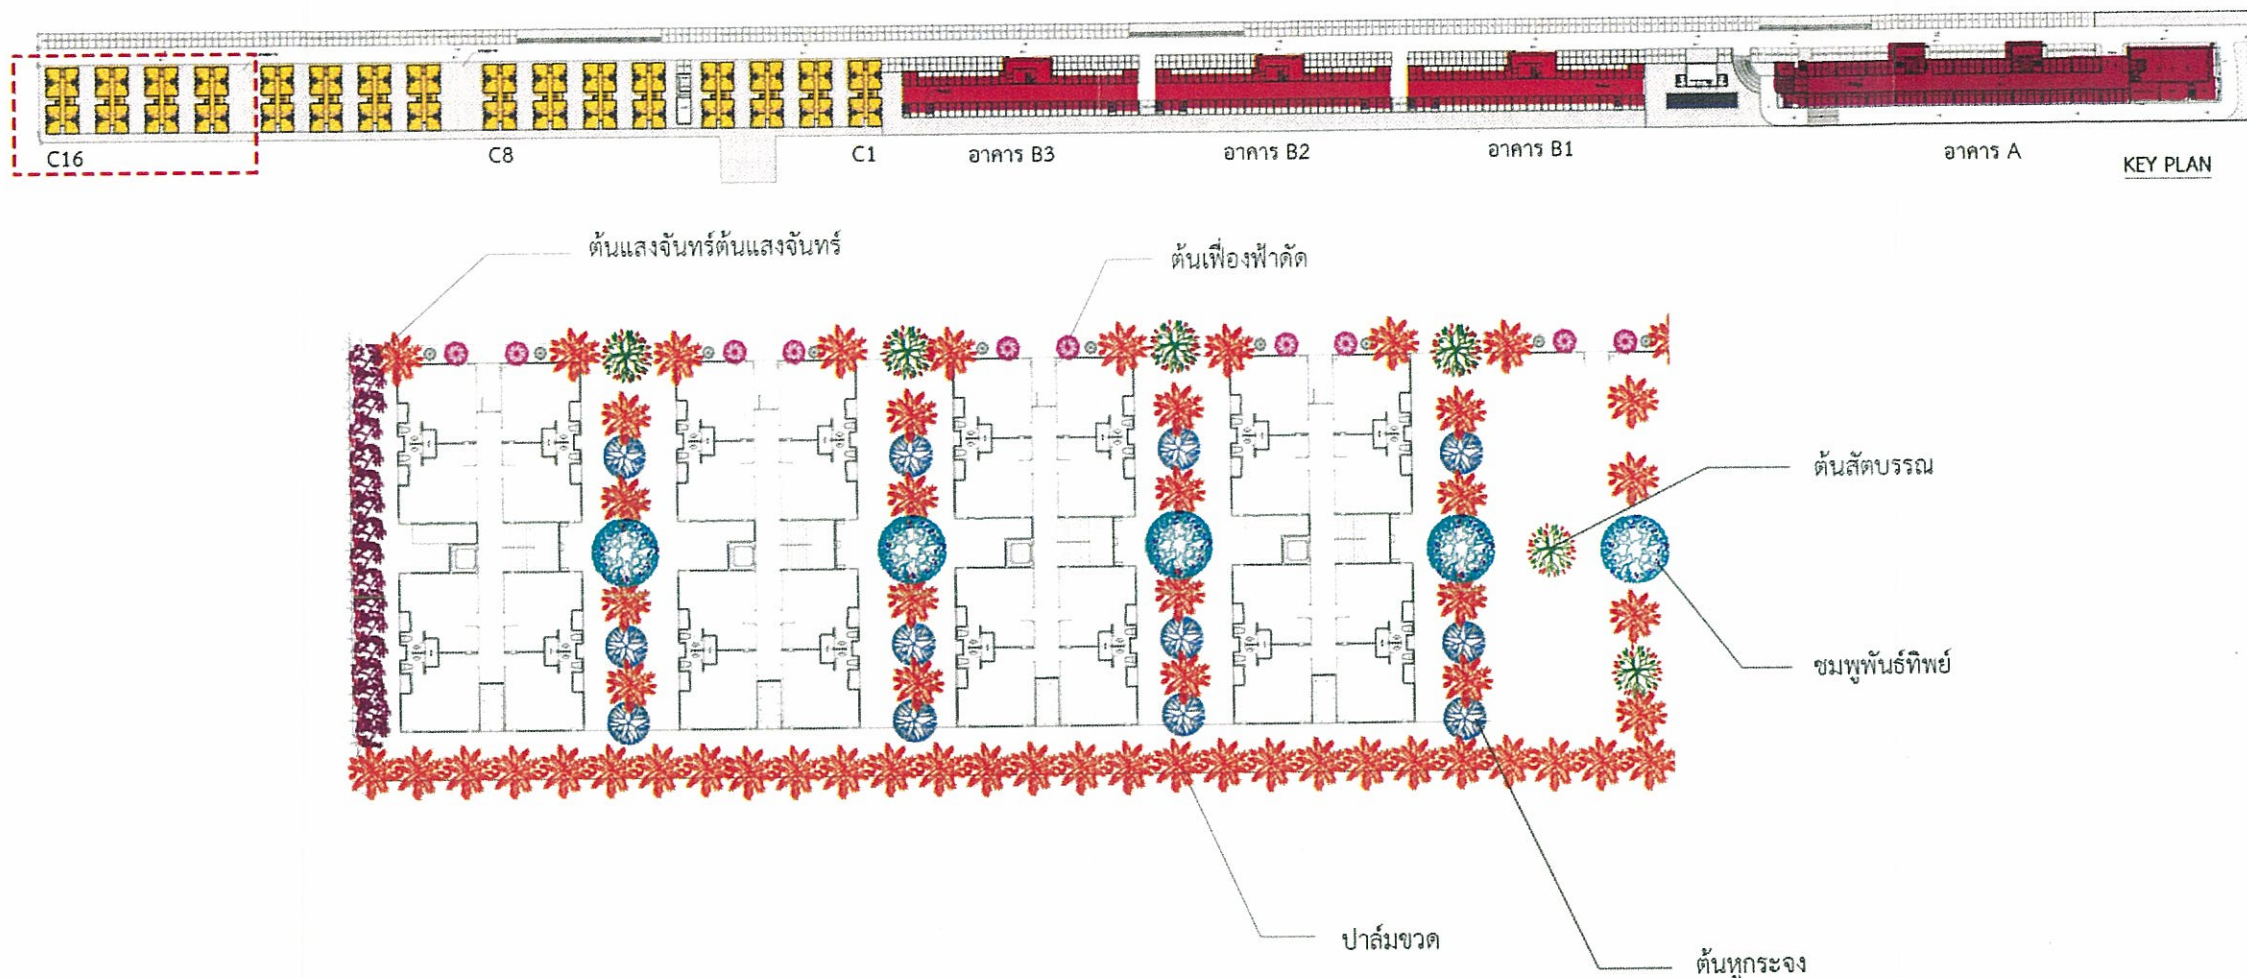 C16
C8
C1
อาคาร B3
อาคาร B2
อาคาร B1
อาคาร A
KEY PLAN
ต้นแสงจันทร์ต้นแสงจันทร์
ต้นเฟื่องฟ้าดัด
ต้นสัตบรรณ
ชมพูพันธ์ทิพย์
ปาล์มขวด
ต้นหูกระจง